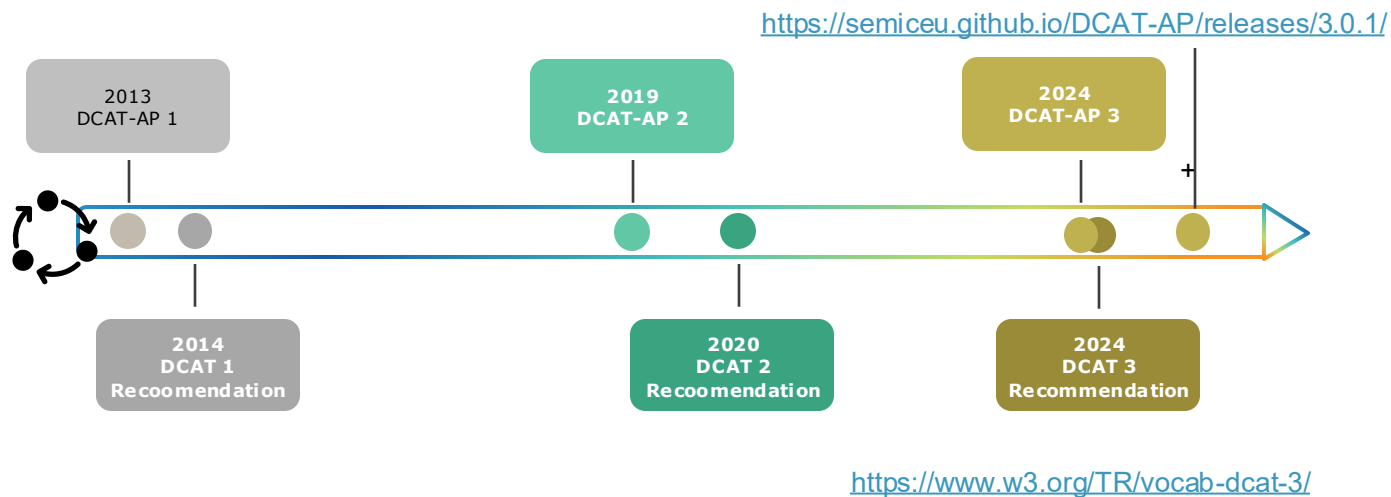 https://semiceu.github.io/DCAT-AP/releases/3.0.1/
2013
DCAT-AP 1
2019
DCAT-AP 2
2024
DCAT-AP 3
+
2014
DCAT 1
Recoomendation
2020
DCAT 2
Recoomendation
2024
DCAT 3
Recommendation
https://www.w3.org/TR/vocab-dcat-3/